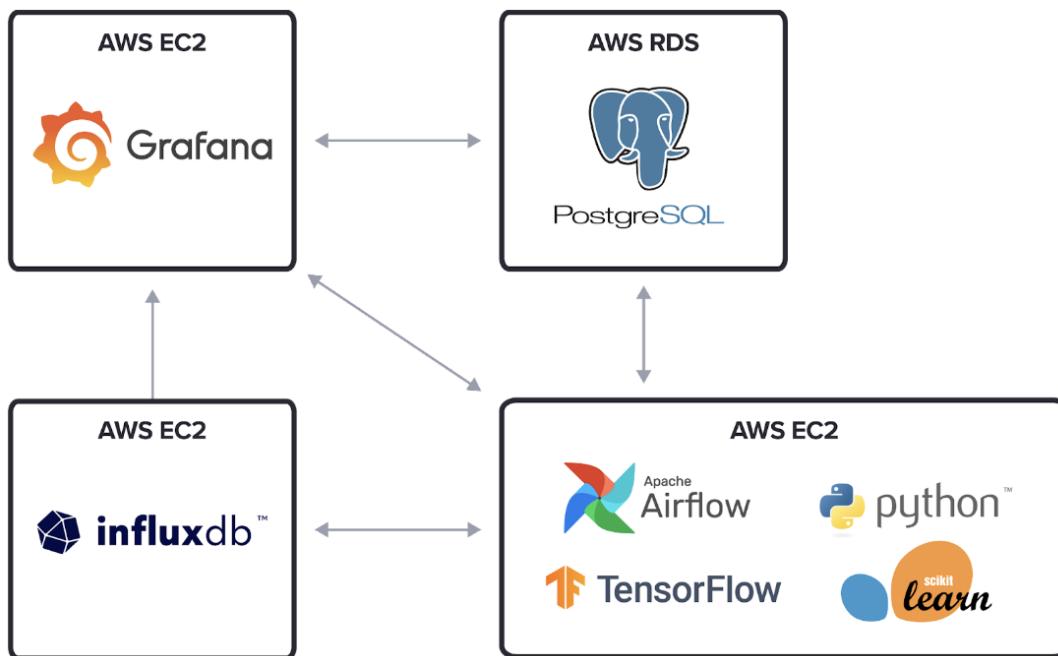 AWS EC2
Grafana
AWS RDS
PostgreSQL
AWS EC2
influxdb™
AWS EC2
Apache
Airflow
python™
TensorFlow
scikit
learn